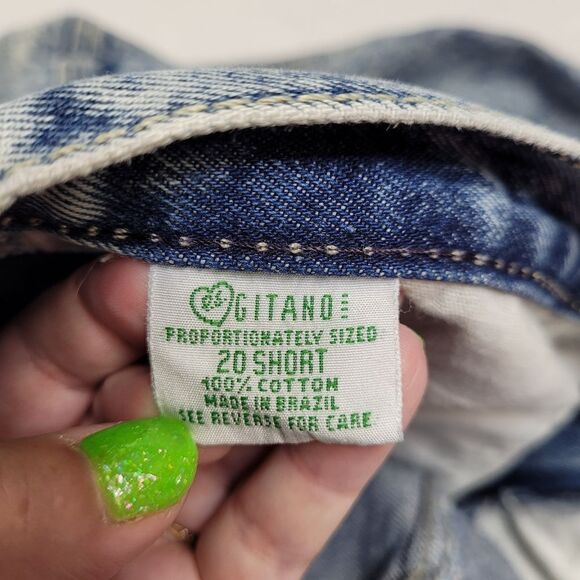 GITANO
PROPORTIONATELY SIZED
20 SHORT
100% COTTON
MADE IN BRAZIL
SEE REVERSE FOR CARE